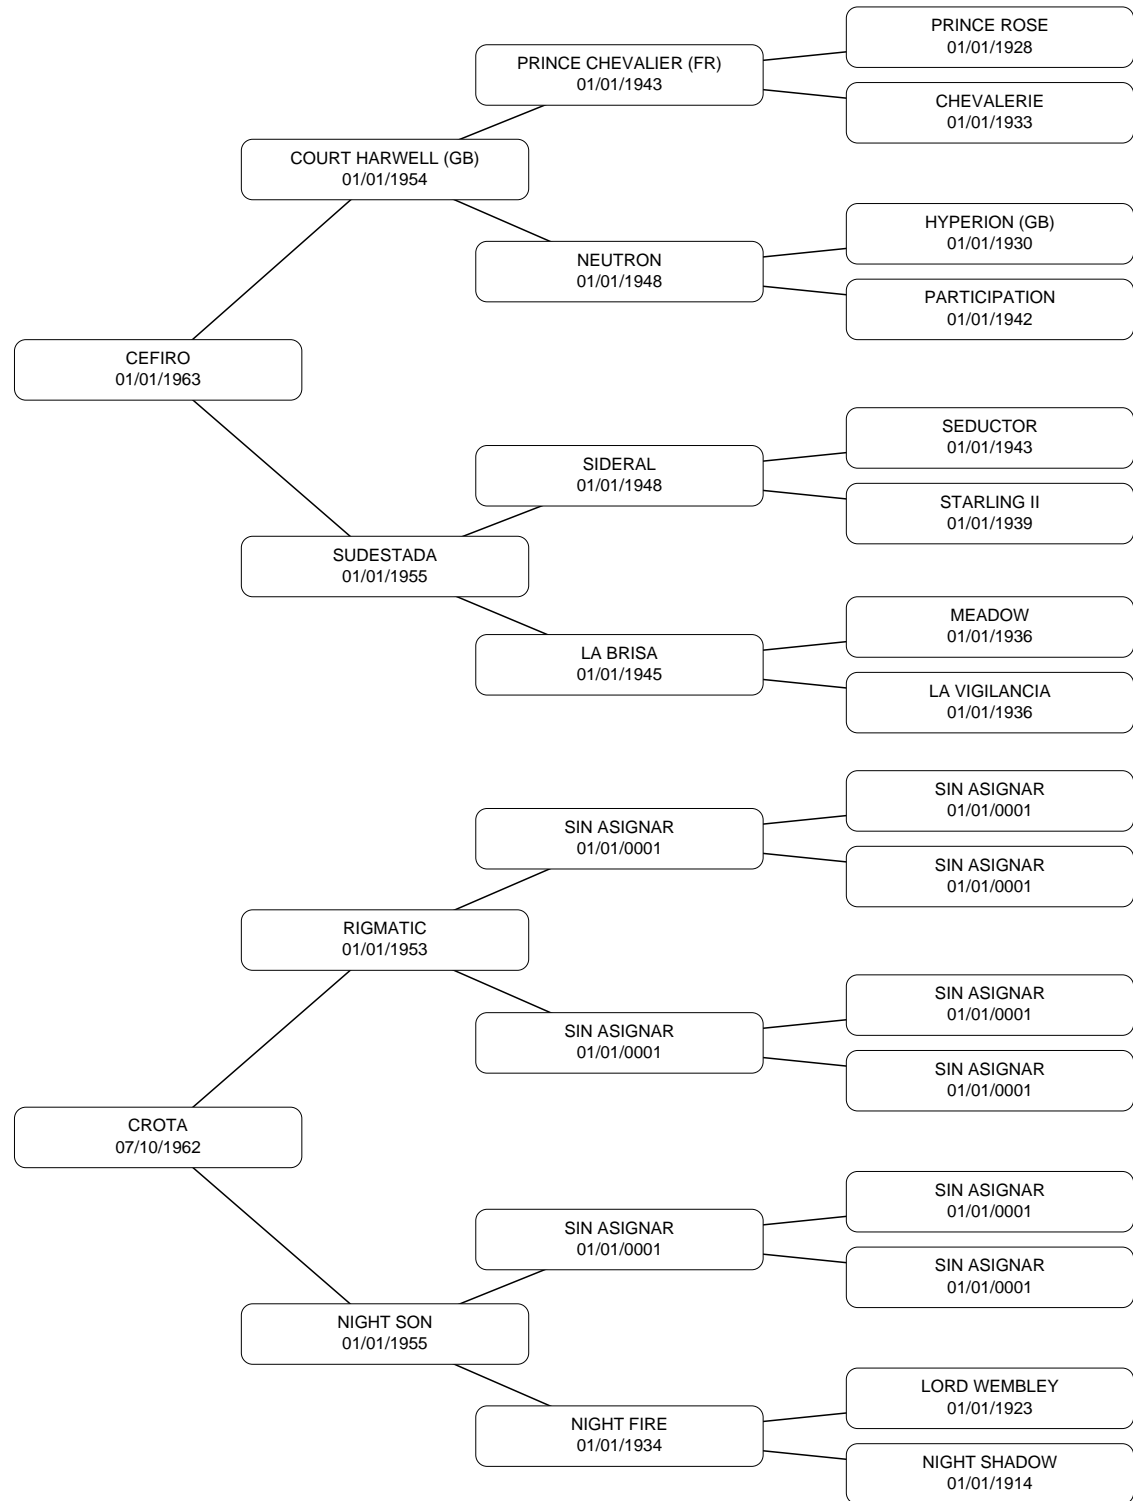 PRINCE ROSE
01/01/1928
PRINCE CHEVALIER (FR)
01/01/1943
CHEVALERIE
01/01/1933
COURT HARWELL (GB)
01/01/1954
HYPERION (GB)
01/01/1930
NEUTRON
01/01/1948
PARTICIPATION
01/01/1942
CEFIRO
01/01/1963
SEDUCTOR
01/01/1943
SIDERAL
01/01/1948
STARLING II
01/01/1939
SUDESTADA
01/01/1955
MEADOW
01/01/1936
LA BRISA
01/01/1945
LA VIGILANCIA
01/01/1936
SIN ASIGNAR
01/01/0001
SIN ASIGNAR
01/01/0001
SIN ASIGNAR
01/01/0001
RIGMATIC
01/01/1953
SIN ASIGNAR
01/01/0001
SIN ASIGNAR
01/01/0001
SIN ASIGNAR
01/01/0001
CROTA
07/10/1962
SIN ASIGNAR
01/01/0001
SIN ASIGNAR
01/01/0001
SIN ASIGNAR
01/01/0001
NIGHT SON
01/01/1955
LORD WEMBLEY
01/01/1923
NIGHT FIRE
01/01/1934
NIGHT SHADOW
01/01/1914